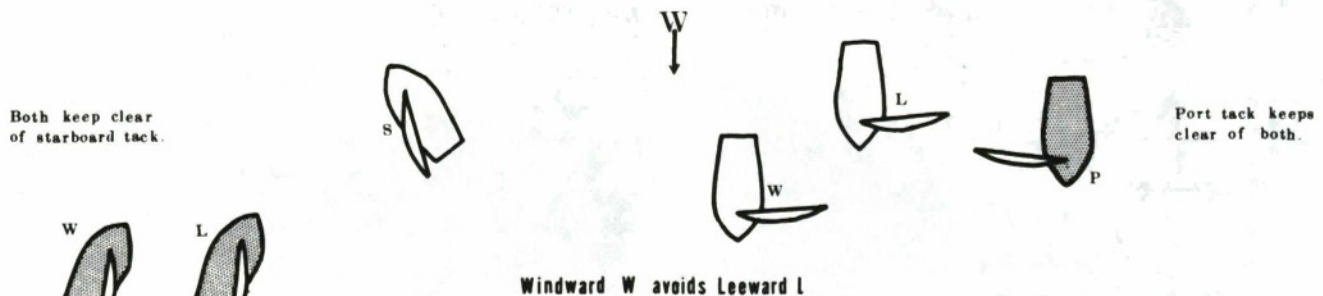 W
Both keep clear
of starboard tack.
S
L
Port tack keeps
clear of both.
P
W
W
L
Windward W avoids Leeward L